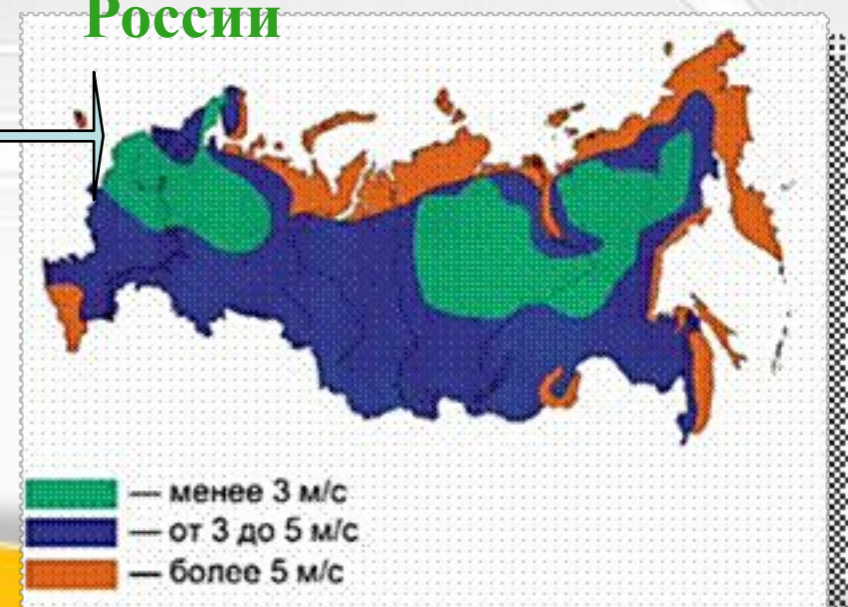 России
— менее 3 м/с
— от 3 до 5 м/с
— более 5 м/с